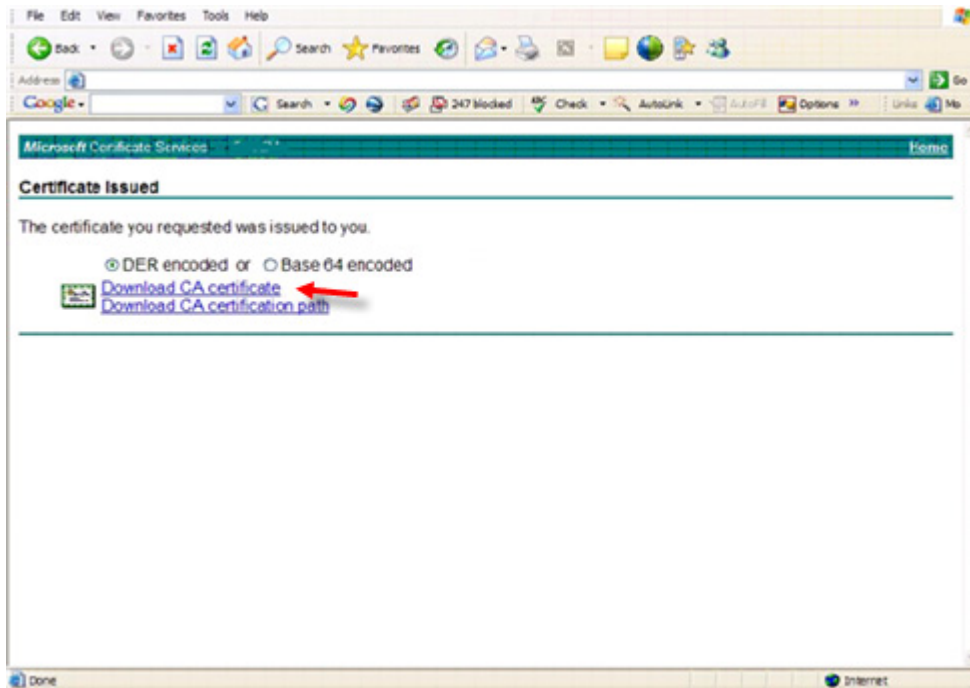 File Edit View Favorites Tools Help
Back Search Favorites
Address Go
Google Search 247 blocked Check AutoLink AutoFill Options » Links Mo
Microsoft Certificate Services Home
Certificate Issued
The certificate you requested was issued to you.
DER encoded or Base 64 encoded
Download CA certificate
Download CA certification path
Done Internet